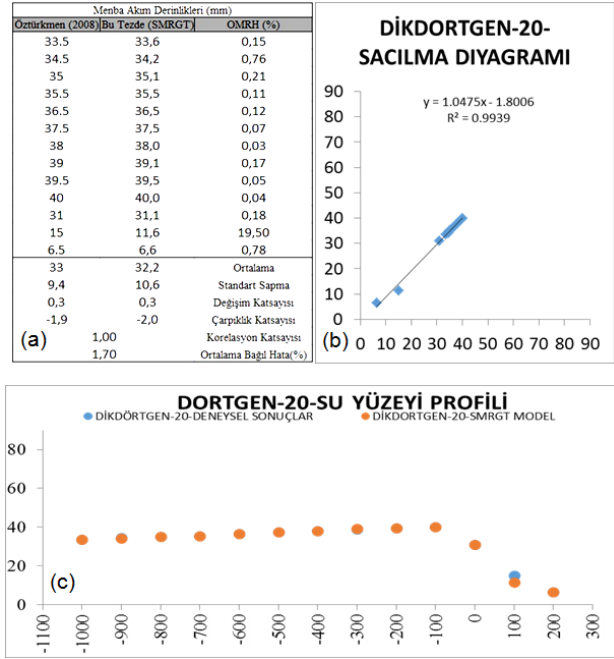 Menba Akım Derinlikleri (mm)
Öztürkmen (2008) Bu Tezde (SMRGT) OMRH (%)
33.5 33,6 0,15
34.5 34,2 0,76
35 35,1 0,21
35.5 35,5 0,11
36.5 36,5 0,12
37.5 37,5 0,07
38 38,0 0,03
39 39,1 0,17
39.5 39,5 0,05
40 40,0 0,04
31 31,1 0,18
15 11,6 19,50
6.5 6,6 0,78
33 32,2 Ortalama
9,4 10,6 Standart Sapma
0,3 0,3 Değişim Katsayısı
-1,9 -2,0 Çarpıklık Katsayısı
1,00 Korelasyon Katsayısı
1,70 Ortalama Bağıl Hata(%)
(a)
DİKDORTGEN-20-
SACILMA DIYAGRAMI
y = 1.0475x - 1.8006
R² = 0.9939
90
80
70
60
50
40
30
20
10
0
0 10 20 30 40 50 60 70 80 90
(b)
DORTGEN-20-SU YÜZEYİ PROFİLİ
DİKDÖRTGEN-20-DENEYSEL SONUÇLAR DİKDORTGEN-20-SMRGT MODEL
80
60
40
20
0
(c)
-1100 -1000 -900 -800 -700 -600 -500 -400 -300 -200 -100 0 100 200 300